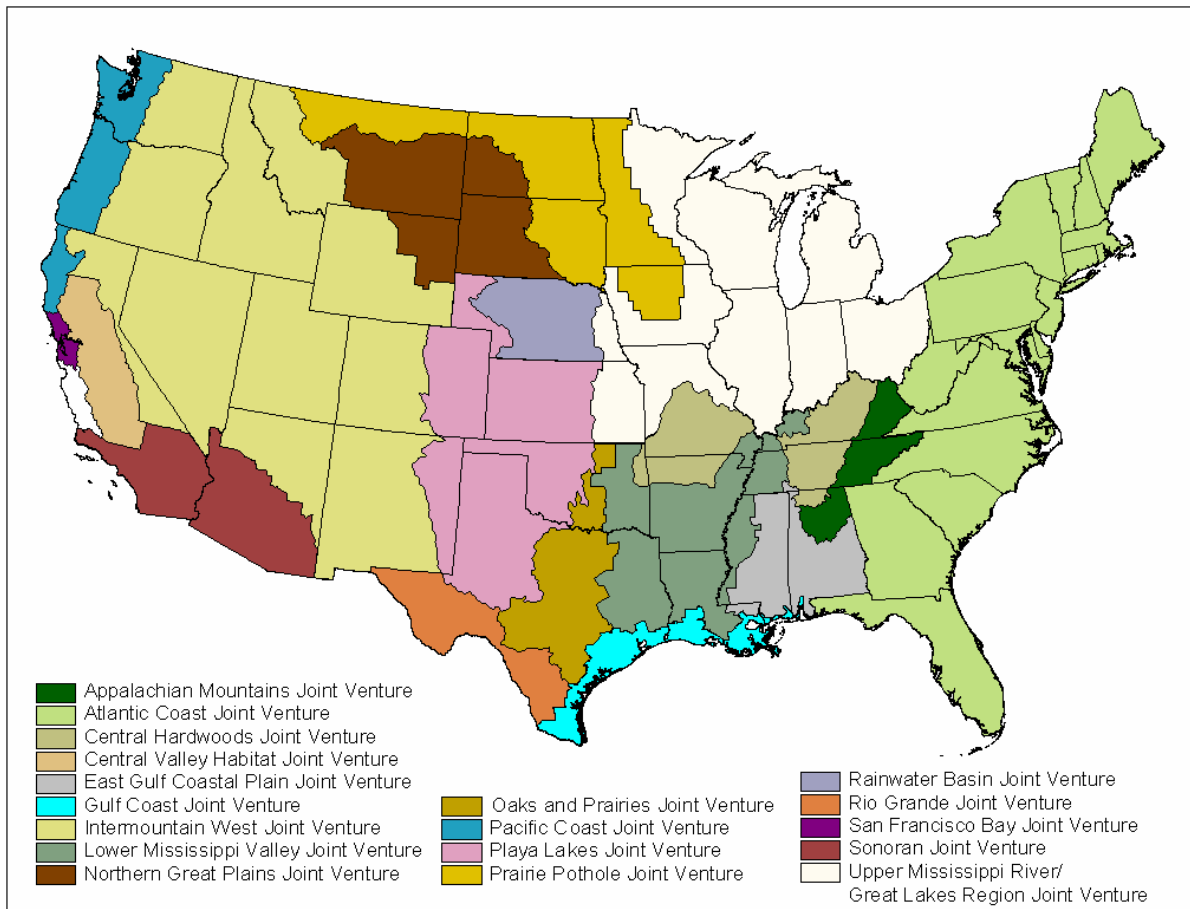 Appalachian Mountains Joint Venture
Atlantic Coast Joint Venture
Central Hardwoods Joint Venture
Central Valley Habitat Joint Venture
East Gulf Coastal Plain Joint Venture
Gulf Coast Joint Venture
Intermountain West Joint Venture
Lower Mississippi Valley Joint Venture
Northern Great Plains Joint Venture
Oaks and Prairies Joint Venture
Pacific Coast Joint Venture
Playa Lakes Joint Venture
Prairie Pothole Joint Venture
Rainwater Basin Joint Venture
Rio Grande Joint Venture
San Francisco Bay Joint Venture
Sonoran Joint Venture
Upper Mississippi River/
Great Lakes Region Joint Venture